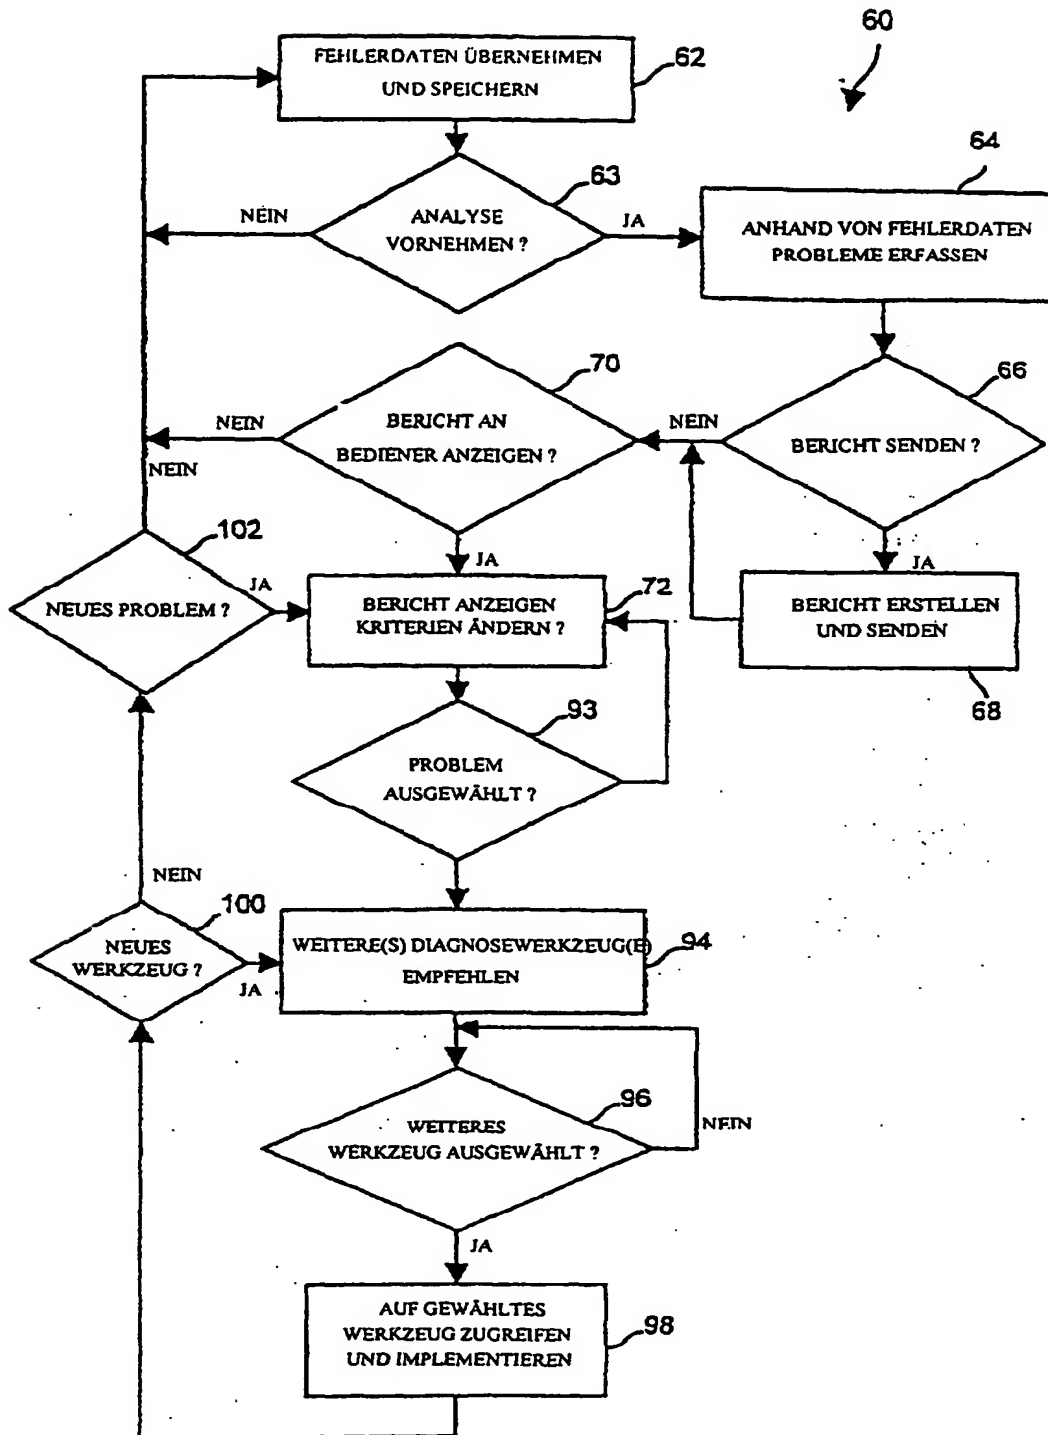 60
FEHLERDATEN ÜBERNEHMEN
UND SPEICHERN
62
64
63
NEIN
ANALYSE
VORNEHMEN ?
JA
ANHAND VON FEHLERDATEN
PROBLEME ERFASSEN
70
66
NEIN
BERICHT AN
BEDIENER ANZEIGEN ?
NEIN
BERICHT SENDEN ?
NEIN
102
JA
JA
NEUES PROBLEM ?
JA
BERICHT ANZEIGEN
KRITERIEN ÄNDERN ?
72
BERICHT ERSTELLEN
UND SENDEN
68
93
PROBLEM
AUSGEWÄHLT ?
NEIN
100
NEUES
WERKZEUG ?
JA
WEITERE(S) DIAGNOSEWERKZEUG(E)
EMPFEHLEN
94
96
WEITERES
WERKZEUG AUSGEWÄHLT ?
NEIN
JA
AUF GEWÄHLTES
WERKZEUG ZUGREIFEN
UND IMPLEMENTIEREN
98